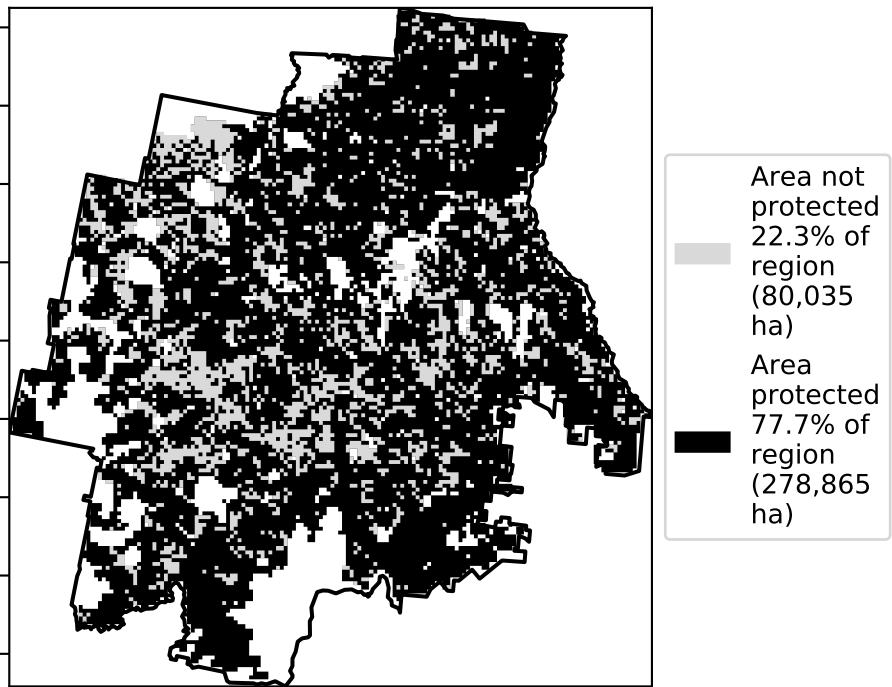 Area not
protected
22.3% of
region
(80,035
ha)
Area
protected
77.7% of
region
(278,865
ha)